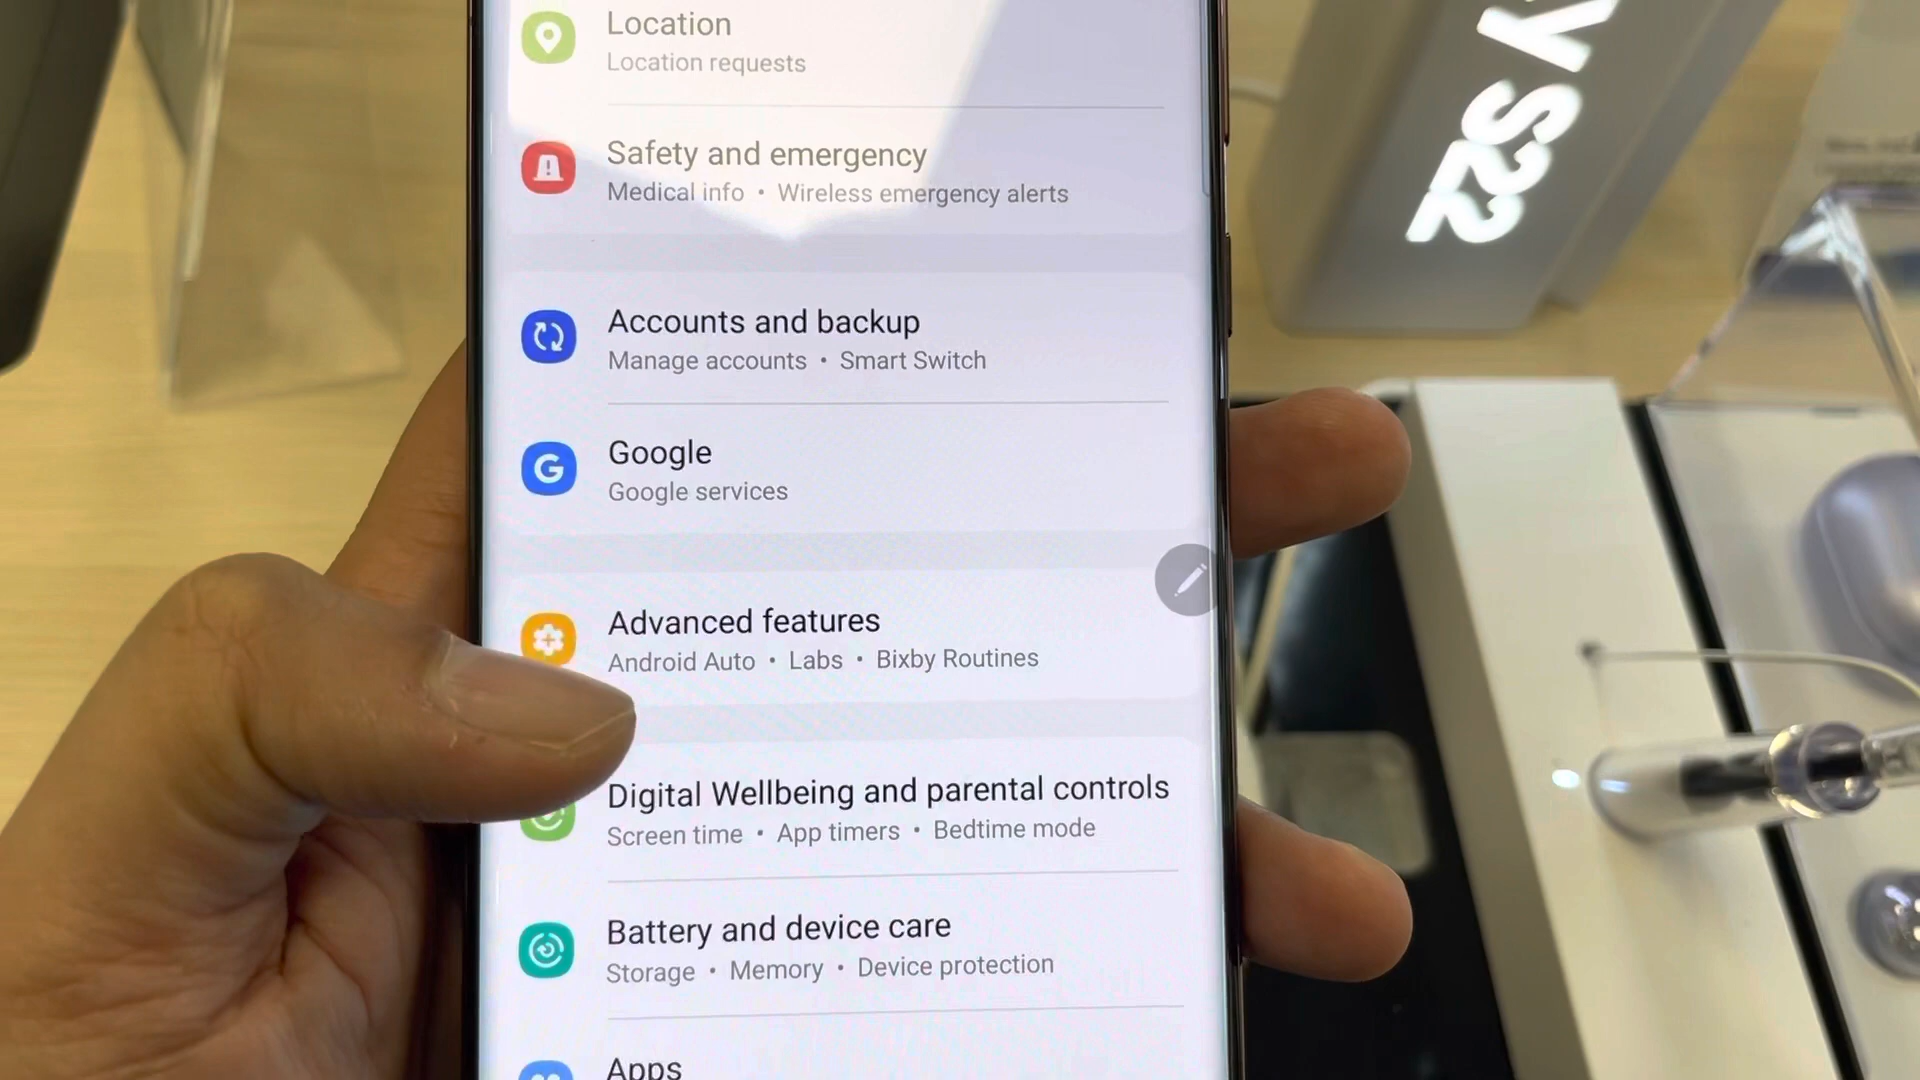 Location
Location requests
Safety and emergency
Medical info • Wireless emergency alerts
Accounts and backup
Manage accounts • Smart Switch
G
Google
Google services
Advanced features
Android Auto • Labs • Bixby Routines
Digital Wellbeing and parental controls
Screen time • App timers • Bedtime mode
Battery and device care
Storage • Memory • Device protection
Apps
Y S22